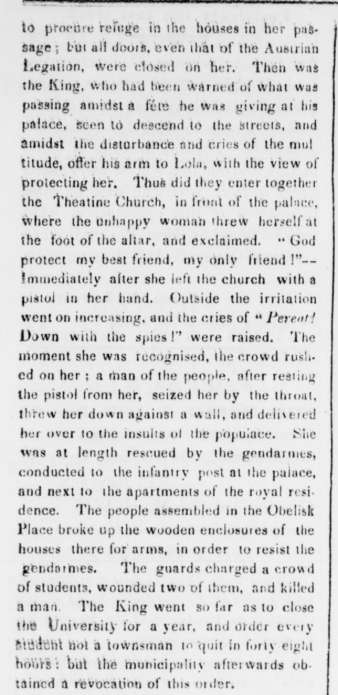 to procure refuge in the houses in her pas-
sage; but all doors, even that of the Austrian
Legation, were closed on her. Then was
the King, who had been warned of what was
passing amidst a fête he was giving at his
palace, seen to descend to the streets, and
amidst the disturbance and cries of the mul
titude, offer his arm to Lola, with the view of
protecting her. Thus did they enter together
the Theatine Church, in front of the palace,
where the unhappy woman threw herself at
the foot of the altar, and exclaimed. "God
protect my best friend, my only friend!"--
Immediately after she left the church with a
pistol in her hand. Outside the irritation
went on increasing, and the cries of "Pereat!
Down with the spies!" were raised. The
moment she was recognised, the crowd rush-
ed on her; a man of the people, after resting
the pistol from her, seized her by the throat,
threw her down against a wall, and delivered
her over to the insults of the populace. She
was at length rescued by the gendarmes,
conducted to the infantry post at the palace,
and next to the apartments of the royal resi-
dence. The people assembled in the Obelisk
Place broke up the wooden enclosures of the
houses there for arms, in order to resist the
gendarmes. The guards charged a crowd
of students, wounded two of them, and killed
a man. The King went so far as to close
the University for a year, and order every
student not a townsman to quit in forty eight
hours; but the municipality afterwards ob-
tained a revocation of this order.